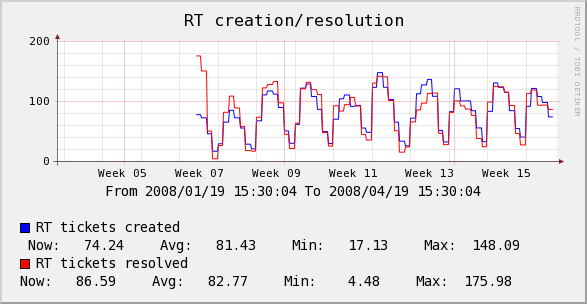 RT creation/resolution
RRDTOOL / TOBI OETIKER
200
100
0
Week 05 Week 07 Week 09 Week 11 Week 13 Week 15
From 2008/01/19 15:30:04 To 2008/04/19 15:30:04
RT tickets created
Now: 74.24 Avg: 81.43 Min: 17.13 Max: 148.09
RT tickets resolved
Now: 86.59 Avg: 82.77 Min: 4.48 Max: 175.98